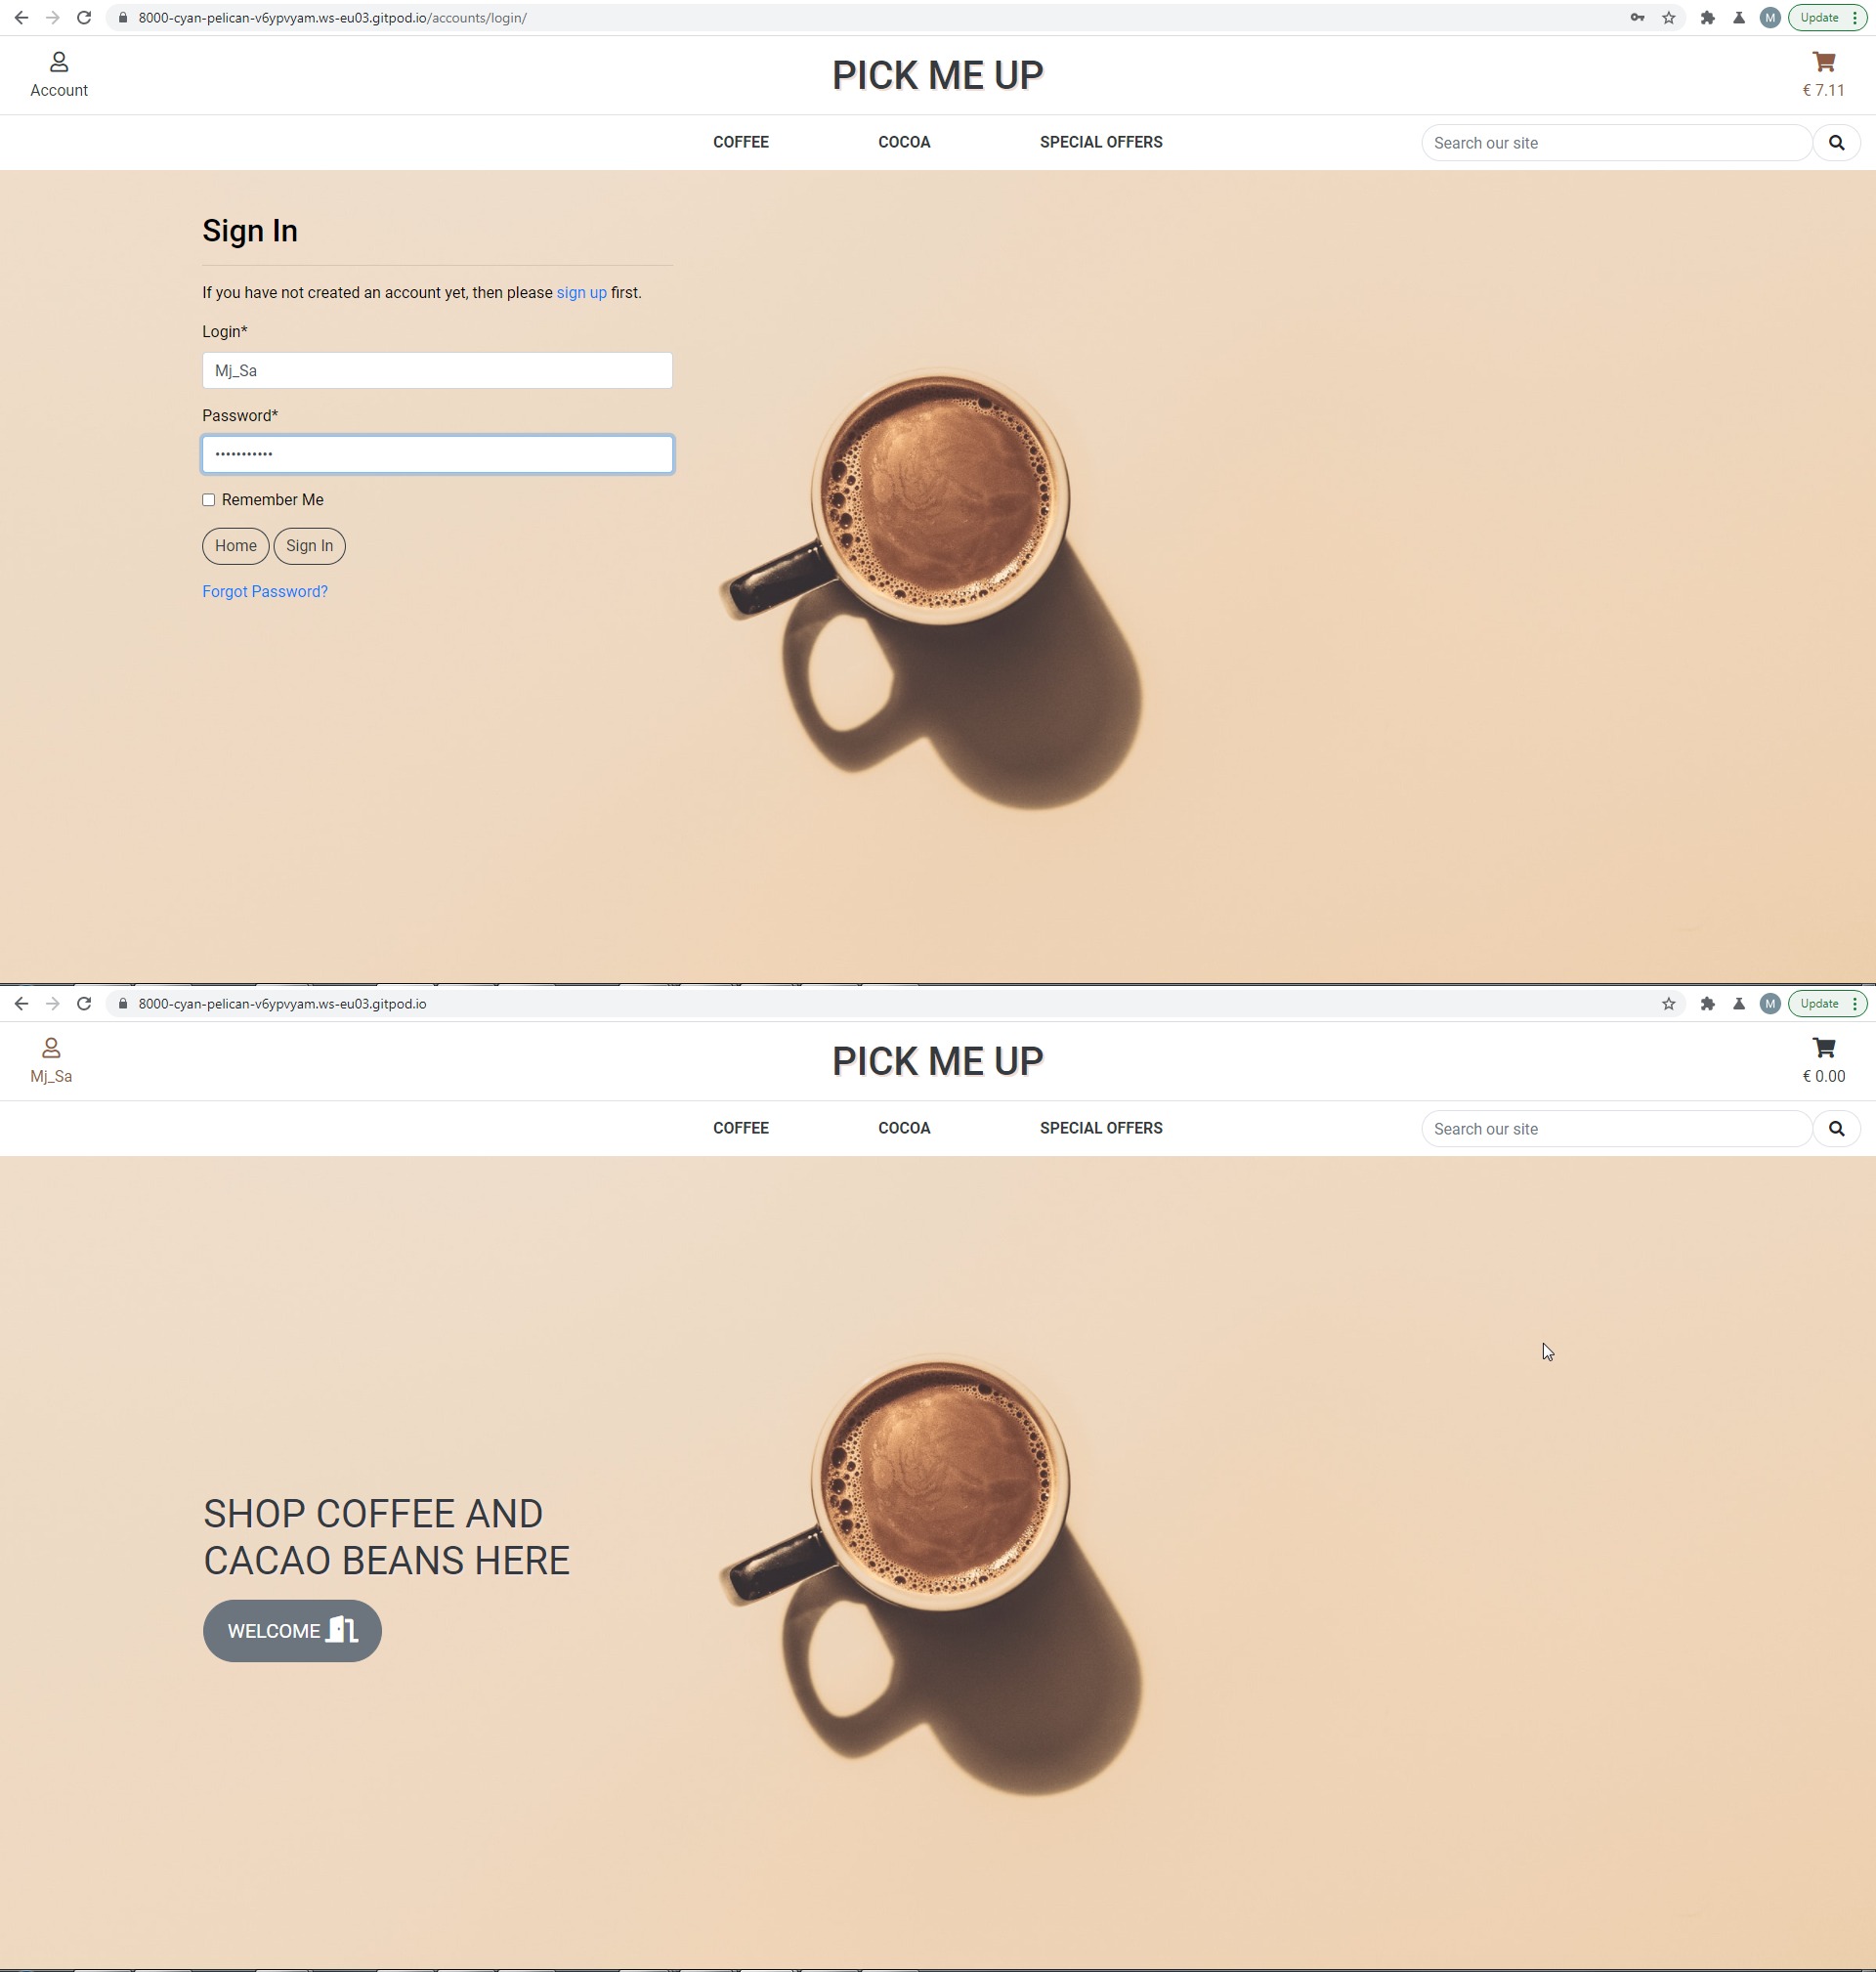 8000-cyan-pelican-v6ypvyam.ws-eu03.gitpod.io/accounts/login/
M
Update
Account
PICK ME UP
€ 7.11
COFFEE
COCOA
SPECIAL OFFERS
Search our site
Sign In
If you have not created an account yet, then please sign up first.
Login*
Mj_Sa
Password*
•••••••••••
Remember Me
Home
Sign In
Forgot Password?
8000-cyan-pelican-v6ypvyam.ws-eu03.gitpod.io
M
Update
Mj_Sa
PICK ME UP
€ 0.00
COFFEE
COCOA
SPECIAL OFFERS
Search our site
SHOP COFFEE AND
CACAO BEANS HERE
WELCOME